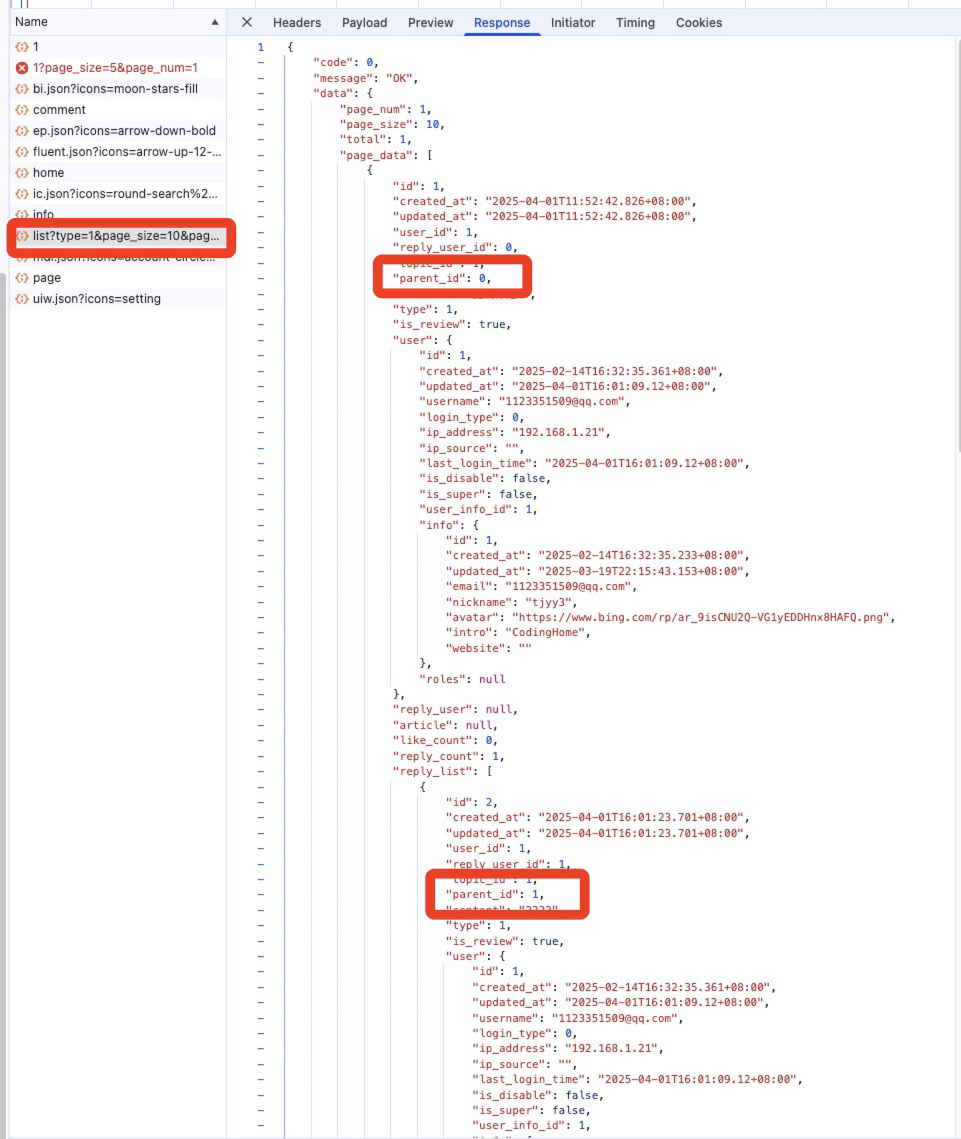 Name
Headers Payload Preview Response Initiator Timing Cookies
1
1?page_size=5&page_num=1
bi.json?icons=moon-stars-fill
comment
ep.json?icons=arrow-down-bold
fluent.json?icons=arrow-up-12-...
home
ic.json?icons=round-search%2...
info
list?type=1&page_size=10&pag...
mdi.json?icons=account-circle...
page
uiw.json?icons=setting
1 {
"code": 0,
"message": "OK",
"data": {
"page_num": 1,
"page_size": 10,
"total": 1,
"page_data": [
{
"id": 1,
"created_at": "2025-04-01T11:52:42.826+08:00",
"updated_at": "2025-04-01T11:52:42.826+08:00",
"user_id": 1,
"reply_user_id": 0,
"topic_id": 1,
"parent_id": 0,
"type": 1,
"is_review": true,
"user": {
"id": 1,
"created_at": "2025-02-14T16:32:35.361+08:00",
"updated_at": "2025-04-01T16:01:09.12+08:00",
"username": "1123351509@qq.com",
"login_type": 0,
"ip_address": "192.168.1.21",
"ip_source": "",
"last_login_time": "2025-04-01T16:01:09.12+08:00",
"is_disable": false,
"is_super": false,
"user_info_id": 1,
"info": {
"id": 1,
"created_at": "2025-02-14T16:32:35.233+08:00",
"updated_at": "2025-03-19T22:15:43.153+08:00",
"email": "1123351509@qq.com",
"nickname": "tjyy3",
"avatar": "https://www.bing.com/rp/ar_9isCNU2Q-VG1yEDDHnx8HAFQ.png",
"intro": "CodingHome",
"website": ""
},
"roles": null
},
"reply_user": null,
"article": null,
"like_count": 0,
"reply_count": 1,
"reply_list": [
{
"id": 2,
"created_at": "2025-04-01T16:01:23.701+08:00",
"updated_at": "2025-04-01T16:01:23.701+08:00",
"user_id": 1,
"reply_user_id": 1,
"topic_id": 1,
"parent_id": 1,
"content":
"type": 1,
"is_review": true,
"user": {
"id": 1,
"created_at": "2025-02-14T16:32:35.361+08:00",
"updated_at": "2025-04-01T16:01:09.12+08:00",
"username": "1123351509@qq.com",
"login_type": 0,
"ip_address": "192.168.1.21",
"ip_source": "",
"last_login_time": "2025-04-01T16:01:09.12+08:00",
"is_disable": false,
"is_super": false,
"user_info_id": 1,